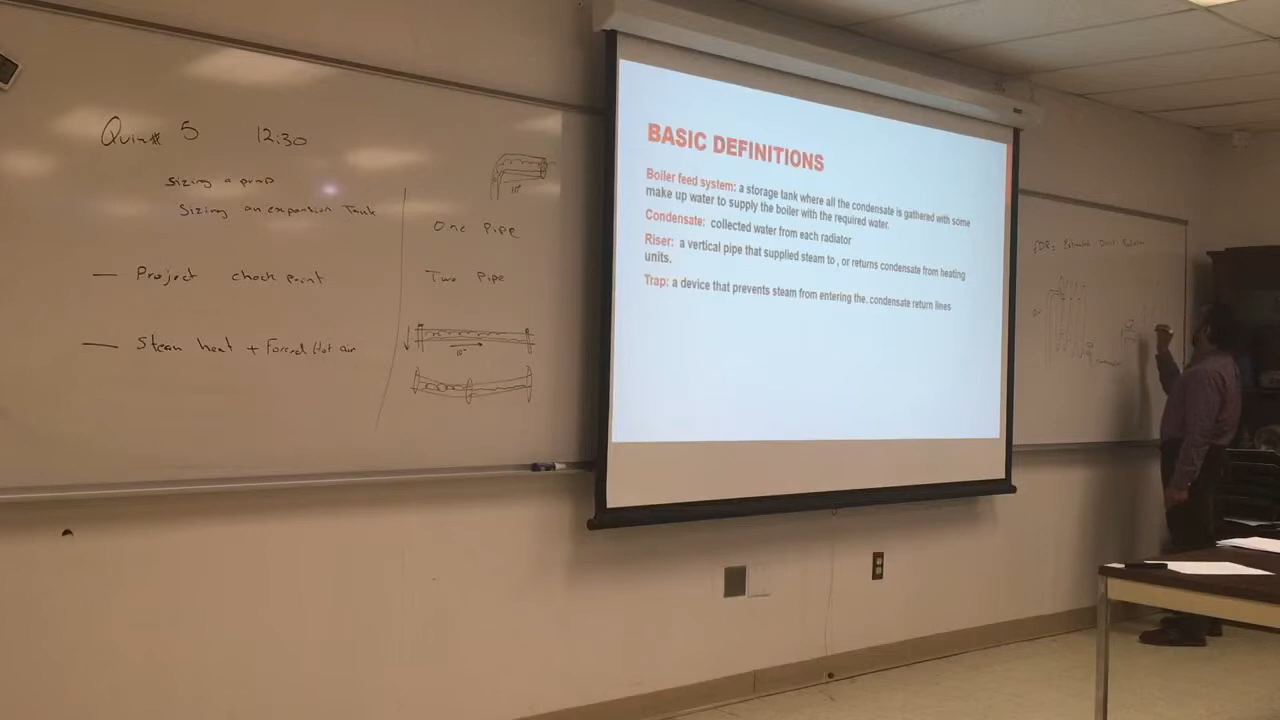 Quiz# 5 12:30
Sizing a pump
Sizing an expantion Tank
— Project check point
— Steam heat + Forced Hot air
10"
One Pipe
Two Pipe
10"
BASIC DEFINITIONS
Boiler feed system: a storage tank where all the condensate is gathered with some
make up water to supply the boiler with the required water.
Condensate: collected water from each radiator
Riser: a vertical pipe that supplied steam to , or returns condensate from heating
units.
Trap: a device that prevents steam from entering the. condensate return lines